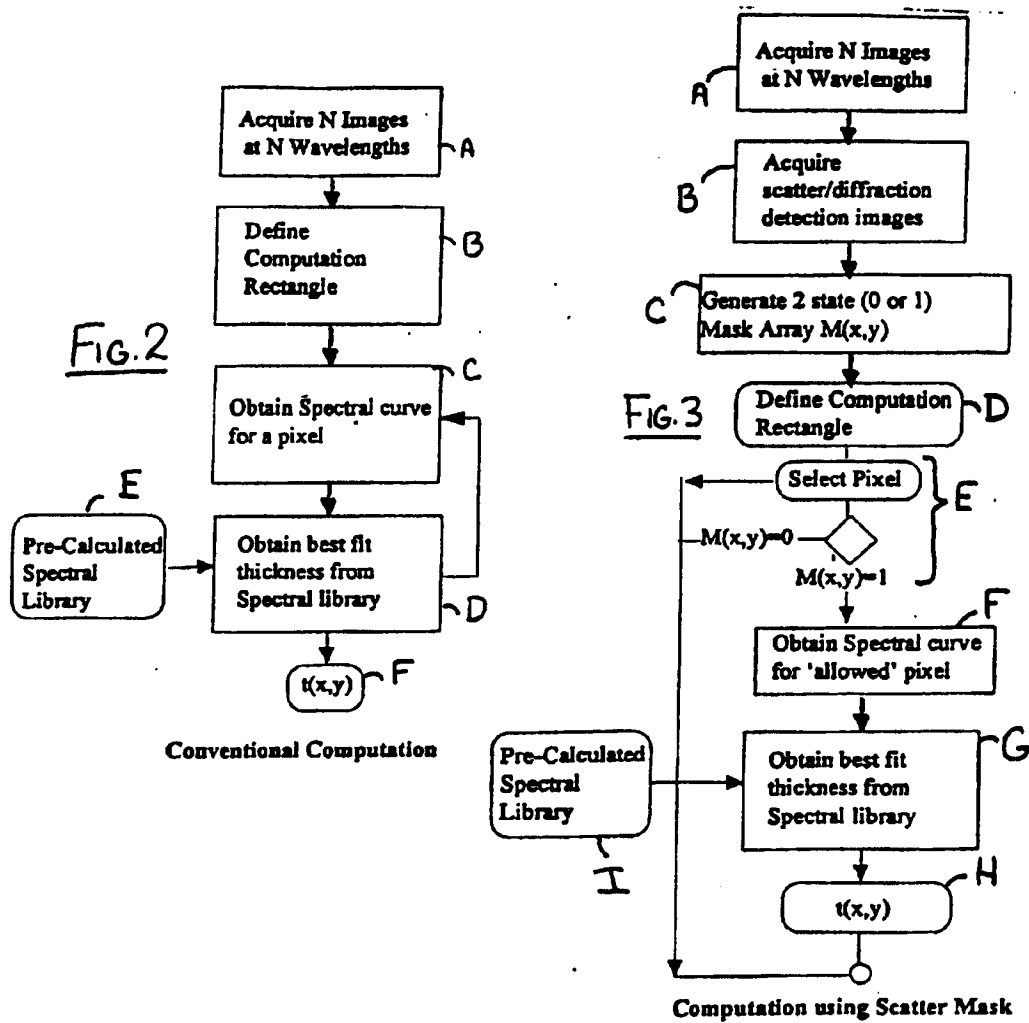 Acquire N Images
at N Wavelengths
A
Define
Computation
Rectangle
B
FIG.2
C
Obtain Spectral curve
for a pixel
E
Pre-Calculated
Spectral
Library
Obtain best fit
thickness from
Spectral library
D
t(x,y)
F
Conventional Computation
Acquire N Images
at N Wavelengths
A
Acquire
scatter/diffraction
detection images
B
C
Generate 2 state (0 or 1)
Mask Array M(x,y)
FIG.3
Define Computation
Rectangle
D
Select Pixel
E
M(x,y)=0
M(x,y)=1
F
Obtain Spectral curve
for 'allowed' pixel
G
Pre-Calculated
Spectral
Library
I
Obtain best fit
thickness from
Spectral library
H
t(x,y)
Computation using Scatter Mask